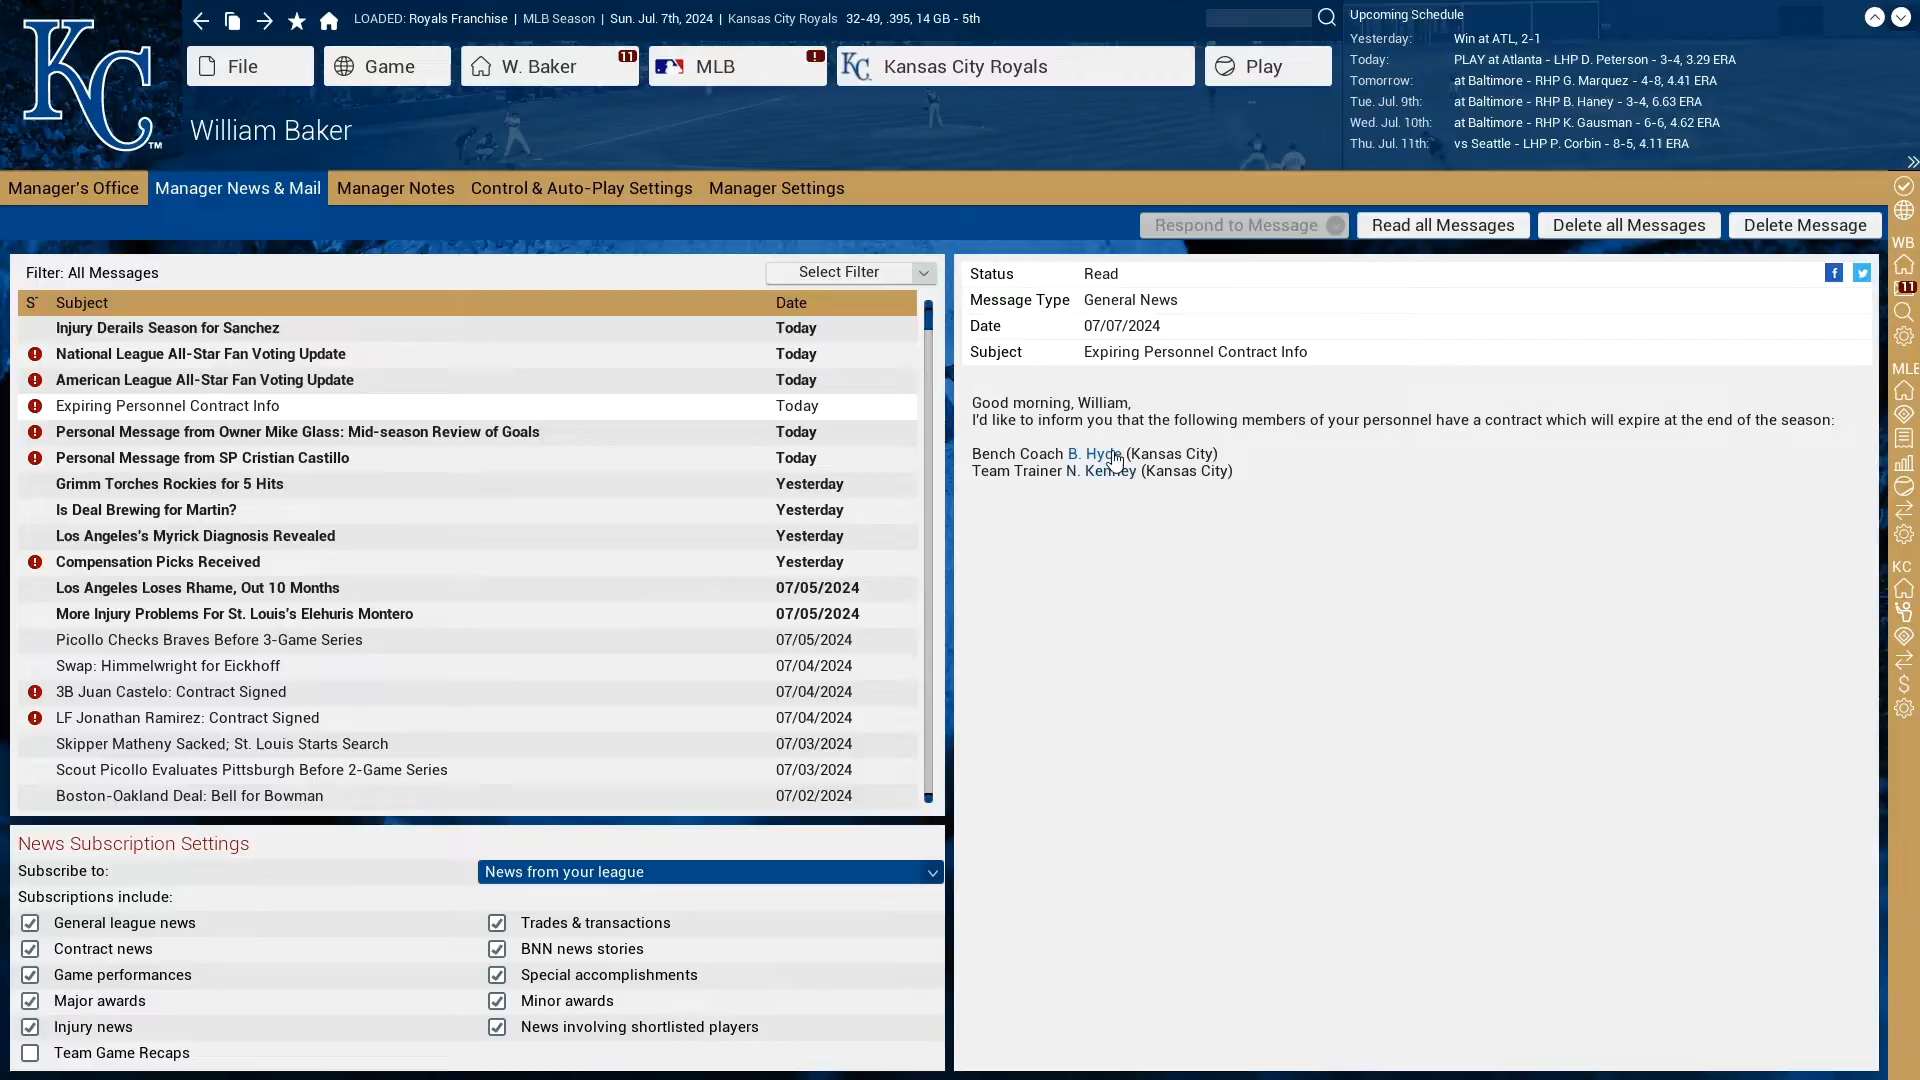 LOADED: Royals Franchise | MLB Season | Sun. Jul. 7th, 2024 | Kansas City Royals 32-49, .395, 14 GB - 5th
File
Game
W. Baker
11
MLB
!
Kansas City Royals
Play
KC
TM
William Baker
Upcoming Schedule
Yesterday: Win at ATL, 2-1
Today: PLAY at Atlanta - LHP D. Peterson - 3-4, 3.29 ERA
Tomorrow: at Baltimore - RHP G. Marquez - 4-8, 4.41 ERA
Tue. Jul. 9th: at Baltimore - RHP B. Haney - 3-4, 6.63 ERA
Wed. Jul. 10th: at Baltimore - RHP K. Gausman - 6-6, 4.62 ERA
Thu. Jul. 11th: vs Seattle - LHP P. Corbin - 8-5, 4.11 ERA
Manager's Office
Manager News & Mail
Manager Notes
Control & Auto-Play Settings
Manager Settings
Respond to Message
Read all Messages
Delete all Messages
Delete Message
Filter: All Messages
Select Filter
Subject Date
Injury Derails Season for Sanchez Today
National League All-Star Fan Voting Update Today
American League All-Star Fan Voting Update Today
Expiring Personnel Contract Info Today
Personal Message from Owner Mike Glass: Mid-season Review of Goals Today
Personal Message from SP Cristian Castillo Today
Grimm Torches Rockies for 5 Hits Yesterday
Is Deal Brewing for Martin? Yesterday
Los Angeles's Myrick Diagnosis Revealed Yesterday
Compensation Picks Received Yesterday
Los Angeles Loses Rhame, Out 10 Months 07/05/2024
More Injury Problems For St. Louis's Elehuris Montero 07/05/2024
Picollo Checks Braves Before 3-Game Series 07/05/2024
Swap: Himmelwright for Eickhoff 07/04/2024
3B Juan Castelo: Contract Signed 07/04/2024
LF Jonathan Ramirez: Contract Signed 07/04/2024
Skipper Matheny Sacked; St. Louis Starts Search 07/03/2024
Scout Picollo Evaluates Pittsburgh Before 2-Game Series 07/03/2024
Boston-Oakland Deal: Bell for Bowman 07/02/2024
News Subscription Settings
Subscribe to: News from your league
Subscriptions include:
General league news Trades & transactions
Contract news BNN news stories
Game performances Special accomplishments
Major awards Minor awards
Injury news News involving shortlisted players
Team Game Recaps
Status Read
Message Type General News
Date 07/07/2024
Subject Expiring Personnel Contract Info
Good morning, William,
I'd like to inform you that the following members of your personnel have a contract which will expire at the end of the season:
Bench Coach B. (Kansas City)
Team Trainer N. (Kansas City)
WB
11
MLB
KC